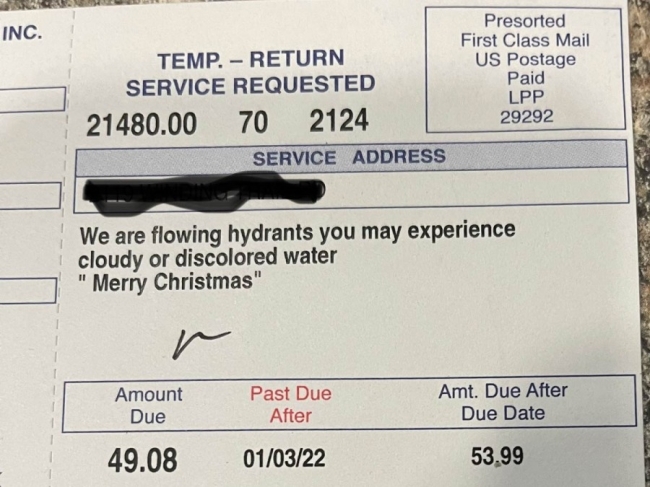 INC.
TEMP. – RETURN
SERVICE REQUESTED
Presorted
First Class Mail
US Postage
Paid
LPP
29292
21480.00 70 2124
SERVICE ADDRESS
We are flowing hydrants you may experience
cloudy or discolored water
" Merry Christmas"
Amount
Due
Past Due
After
Amt. Due After
Due Date
49.08 01/03/22 53.99